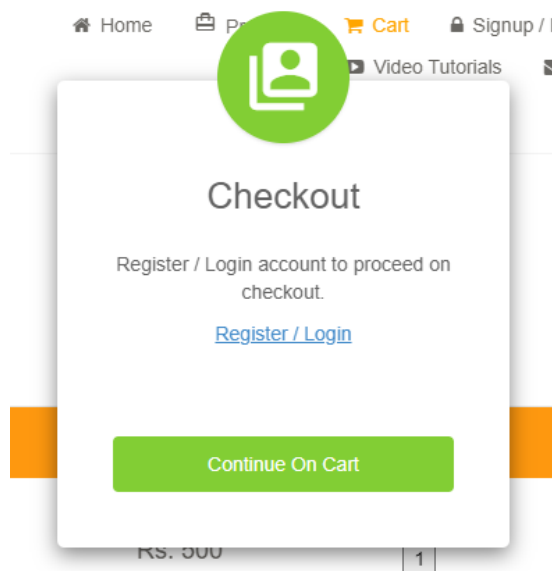 Home
Cart
Signup /
Video Tutorials
Checkout
Register / Login account to proceed on
checkout.
Register / Login
Continue On Cart
Rs. 500
1